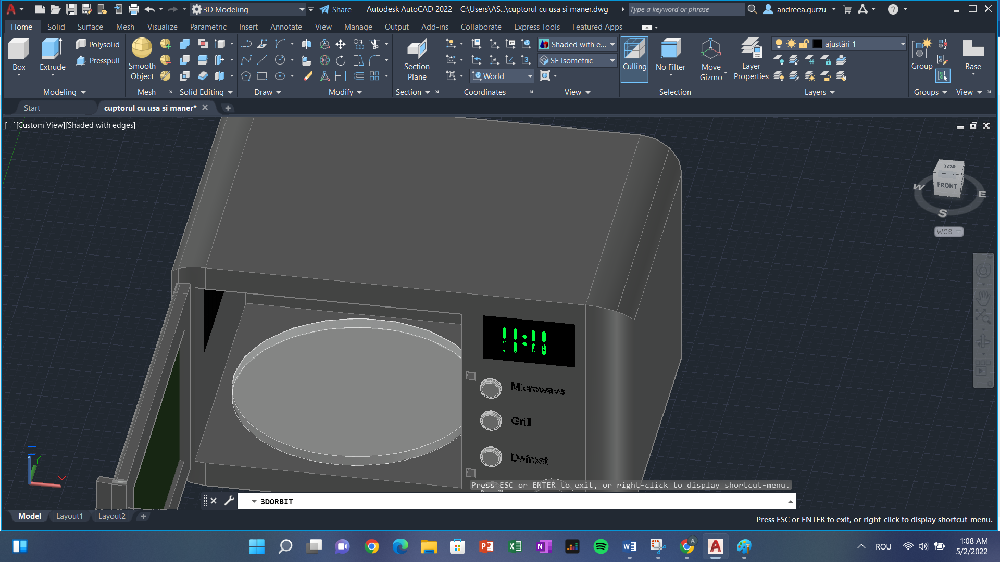 3D Modeling
Share
Autodesk AutoCAD 2022 C:\Users\AS...\cuptorul cu usa si maner.dwg
Type a keyword or phrase
andreea.gurzu
Home Solid Surface Mesh Visualize Parametric Insert Annotate View Manage Output Add-ins Collaborate Express Tools Featured Apps
Box
Extrude
Polysolid
Presspull
Smooth
Object
Section
Plane
World
Shaded with e...
SE Isometric
Culling
No Filter
Move
Gizmo
Layer
Properties
ajustări 1
Group
Base
Modeling
Mesh
Solid Editing
Draw
Modify
Section
Coordinates
View
Selection
Layers
Groups
View
Start
cuptorul cu usa si maner*
[−][Custom View][Shaded with edges]
TOP
FRONT
W
E
S
WCS
11:11
Microwave
Grill
Defrost
Z
Y
X
Press ESC or ENTER to exit, or right-click to display shortcut-menu.
3DORBIT
Model Layout1 Layout2
Press ESC or ENTER to exit, or right-click to display shortcut-menu.
ROU
1:08 AM
5/2/2022